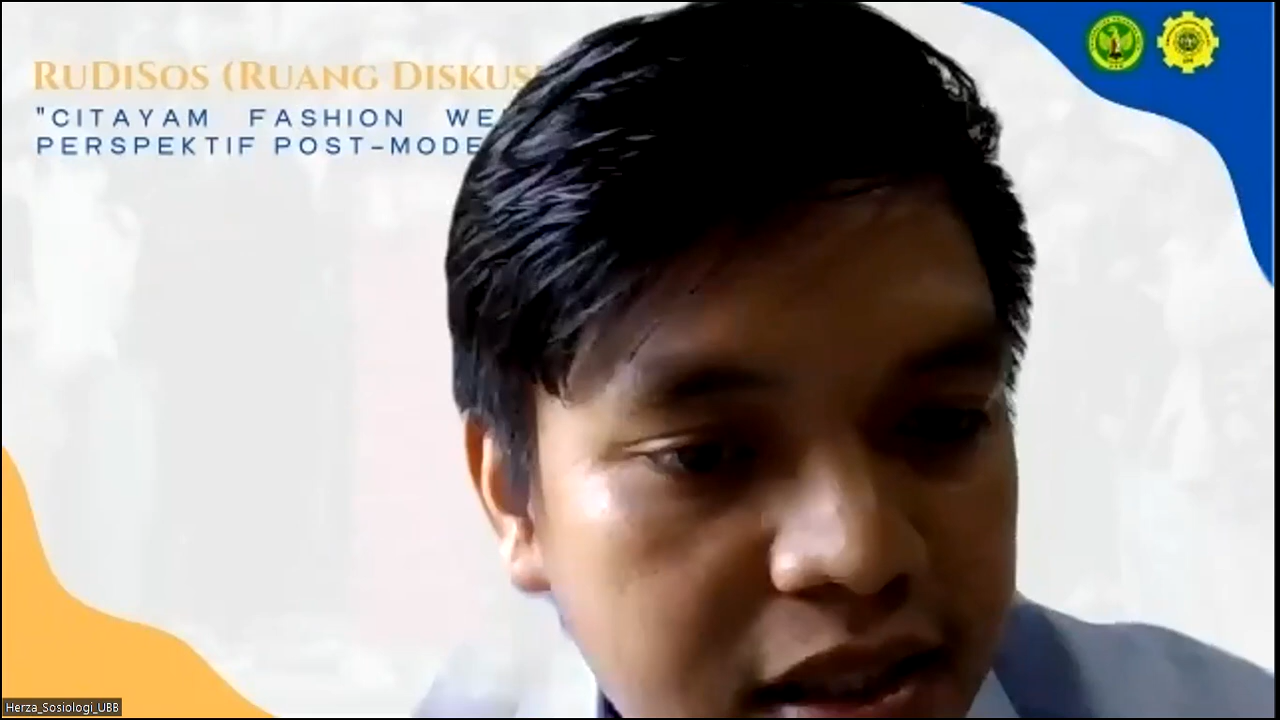 RUDISOS (RUANG DISKUS
"CITAYAM FASHION WE
PERSPEKTIF POST-MODE
Herza_Sosiologi_UBB